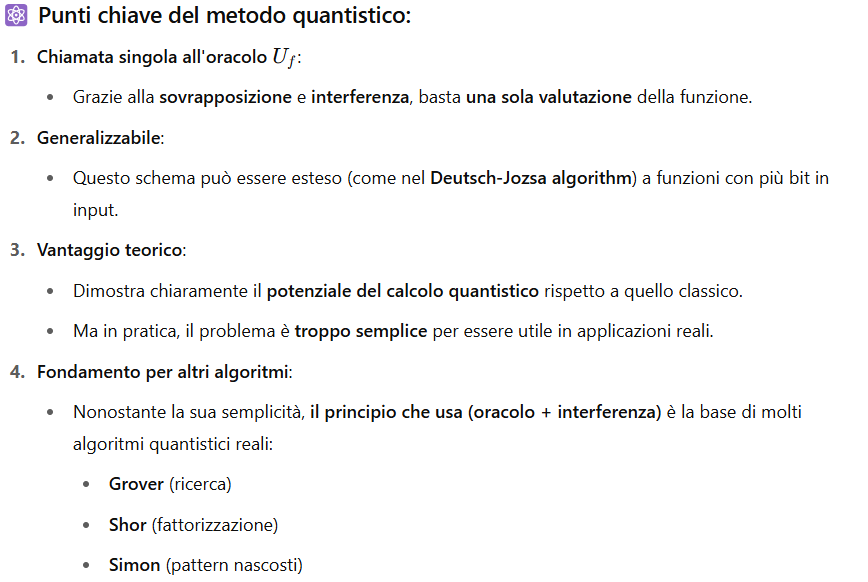 Punti chiave del metodo quantistico:
1. Chiamata singola all'oracolo U_f:
• Grazie alla sovrapposizione e interferenza, basta una sola valutazione della funzione.
2. Generalizzabile:
• Questo schema può essere esteso (come nel Deutsch-Jozsa algorithm) a funzioni con più bit in
input.
3. Vantaggio teorico:
• Dimostra chiaramente il potenziale del calcolo quantistico rispetto a quello classico.
• Ma in pratica, il problema è troppo semplice per essere utile in applicazioni reali.
4. Fondamento per altri algoritmi:
• Nonostante la sua semplicità, il principio che usa (oracolo + interferenza) è la base di molti
algoritmi quantistici reali:
• Grover (ricerca)
• Shor (fattorizzazione)
• Simon (pattern nascosti)